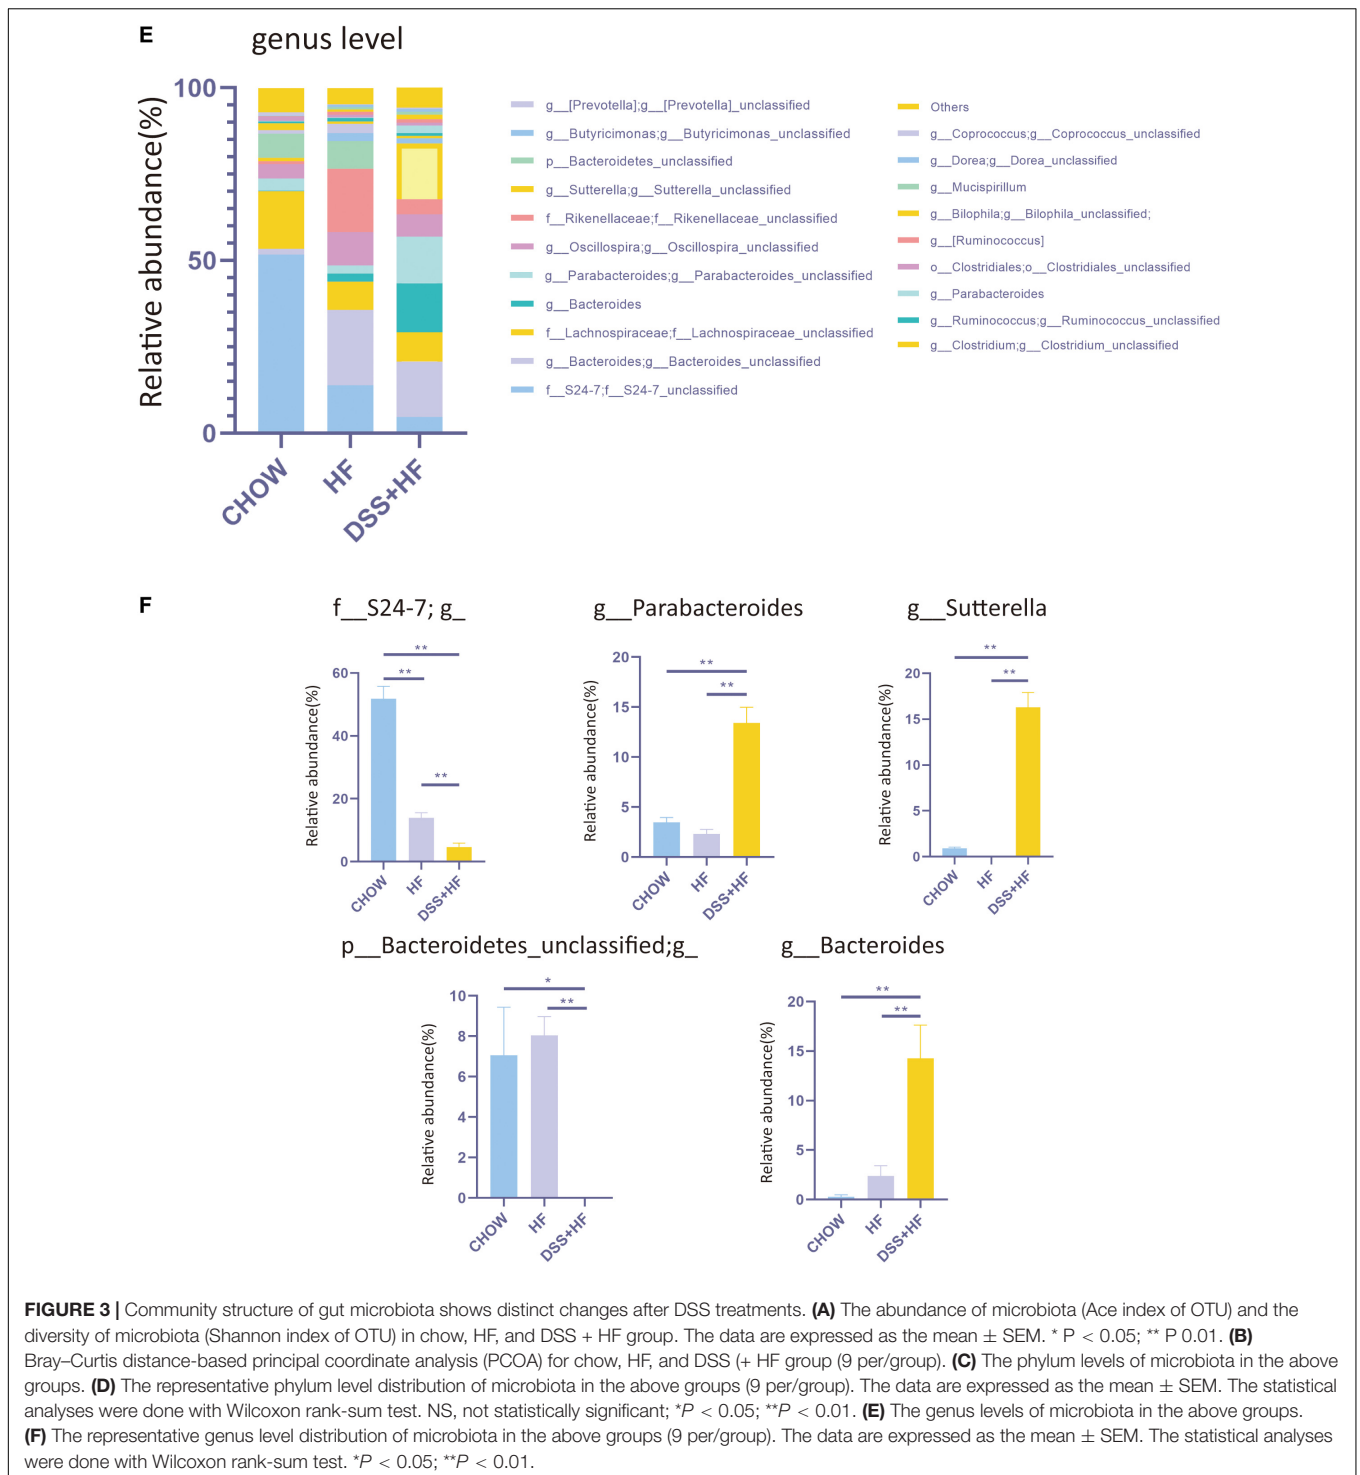 E
genus level
Relative abundance(%)
100
50
0
CHOW
HF
DSS+HF
g__[Prevotella];g__[Prevotella]_unclassified
g__Butyricimonas;g__Butyricimonas_unclassified
p__Bacteroidetes_unclassified
g__Sutterella;g__Sutterella_unclassified
f__Rikenellaceae;f__Rikenellaceae_unclassified
g__Oscillospira;g__Oscillospira_unclassified
g__Parabacteroides;g__Parabacteroides_unclassified
g__Bacteroides
f__Lachnospiraceae;f__Lachnospiraceae_unclassified
g__Bacteroides;g__Bacteroides_unclassified
f__S24-7;f__S24-7_unclassified
Others
g__Coprococcus;g__Coprococcus_unclassified
g__Dorea;g__Dorea_unclassified
g__Mucispirillum
g__Bilophila;g__Bilophila_unclassified;
g__[Ruminococcus]
o__Clostridiales;o__Clostridiales_unclassified
g__Parabacteroides
g__Ruminococcus;g__Ruminococcus_unclassified
g__Clostridium;g__Clostridium_unclassified
F
f__S24-7; g_
Relative abundance(%)
60
40
20
0
**
**
**
CHOW
HF
DSS+HF
g__Parabacteroides
Relative abundance(%)
20
15
10
5
0
**
**
CHOW
HF
DSS+HF
g__Sutterella
Relative abundance(%)
20
15
10
5
0
**
**
CHOW
HF
DSS+HF
p__Bacteroidetes_unclassified;g_
Relative abundance(%)
10
8
6
4
2
0
*
**
CHOW
HF
DSS+HF
g__Bacteroides
Relative abundance(%)
20
15
10
5
0
**
**
CHOW
HF
DSS+HF
FIGURE 3 | Community structure of gut microbiota shows distinct changes after DSS treatments. (A) The abundance of microbiota (Ace index of OTU) and the
diversity of microbiota (Shannon index of OTU) in chow, HF, and DSS + HF group. The data are expressed as the mean ± SEM. * P < 0.05; ** P 0.01. (B)
Bray–Curtis distance-based principal coordinate analysis (PCOA) for chow, HF, and DSS (+ HF group (9 per/group). (C) The phylum levels of microbiota in the above
groups. (D) The representative phylum level distribution of microbiota in the above groups (9 per/group). The data are expressed as the mean ± SEM. The statistical
analyses were done with Wilcoxon rank-sum test. NS, not statistically significant; *P < 0.05; **P < 0.01. (E) The genus levels of microbiota in the above groups.
(F) The representative genus level distribution of microbiota in the above groups (9 per/group). The data are expressed as the mean ± SEM. The statistical analyses
were done with Wilcoxon rank-sum test. *P < 0.05; **P < 0.01.